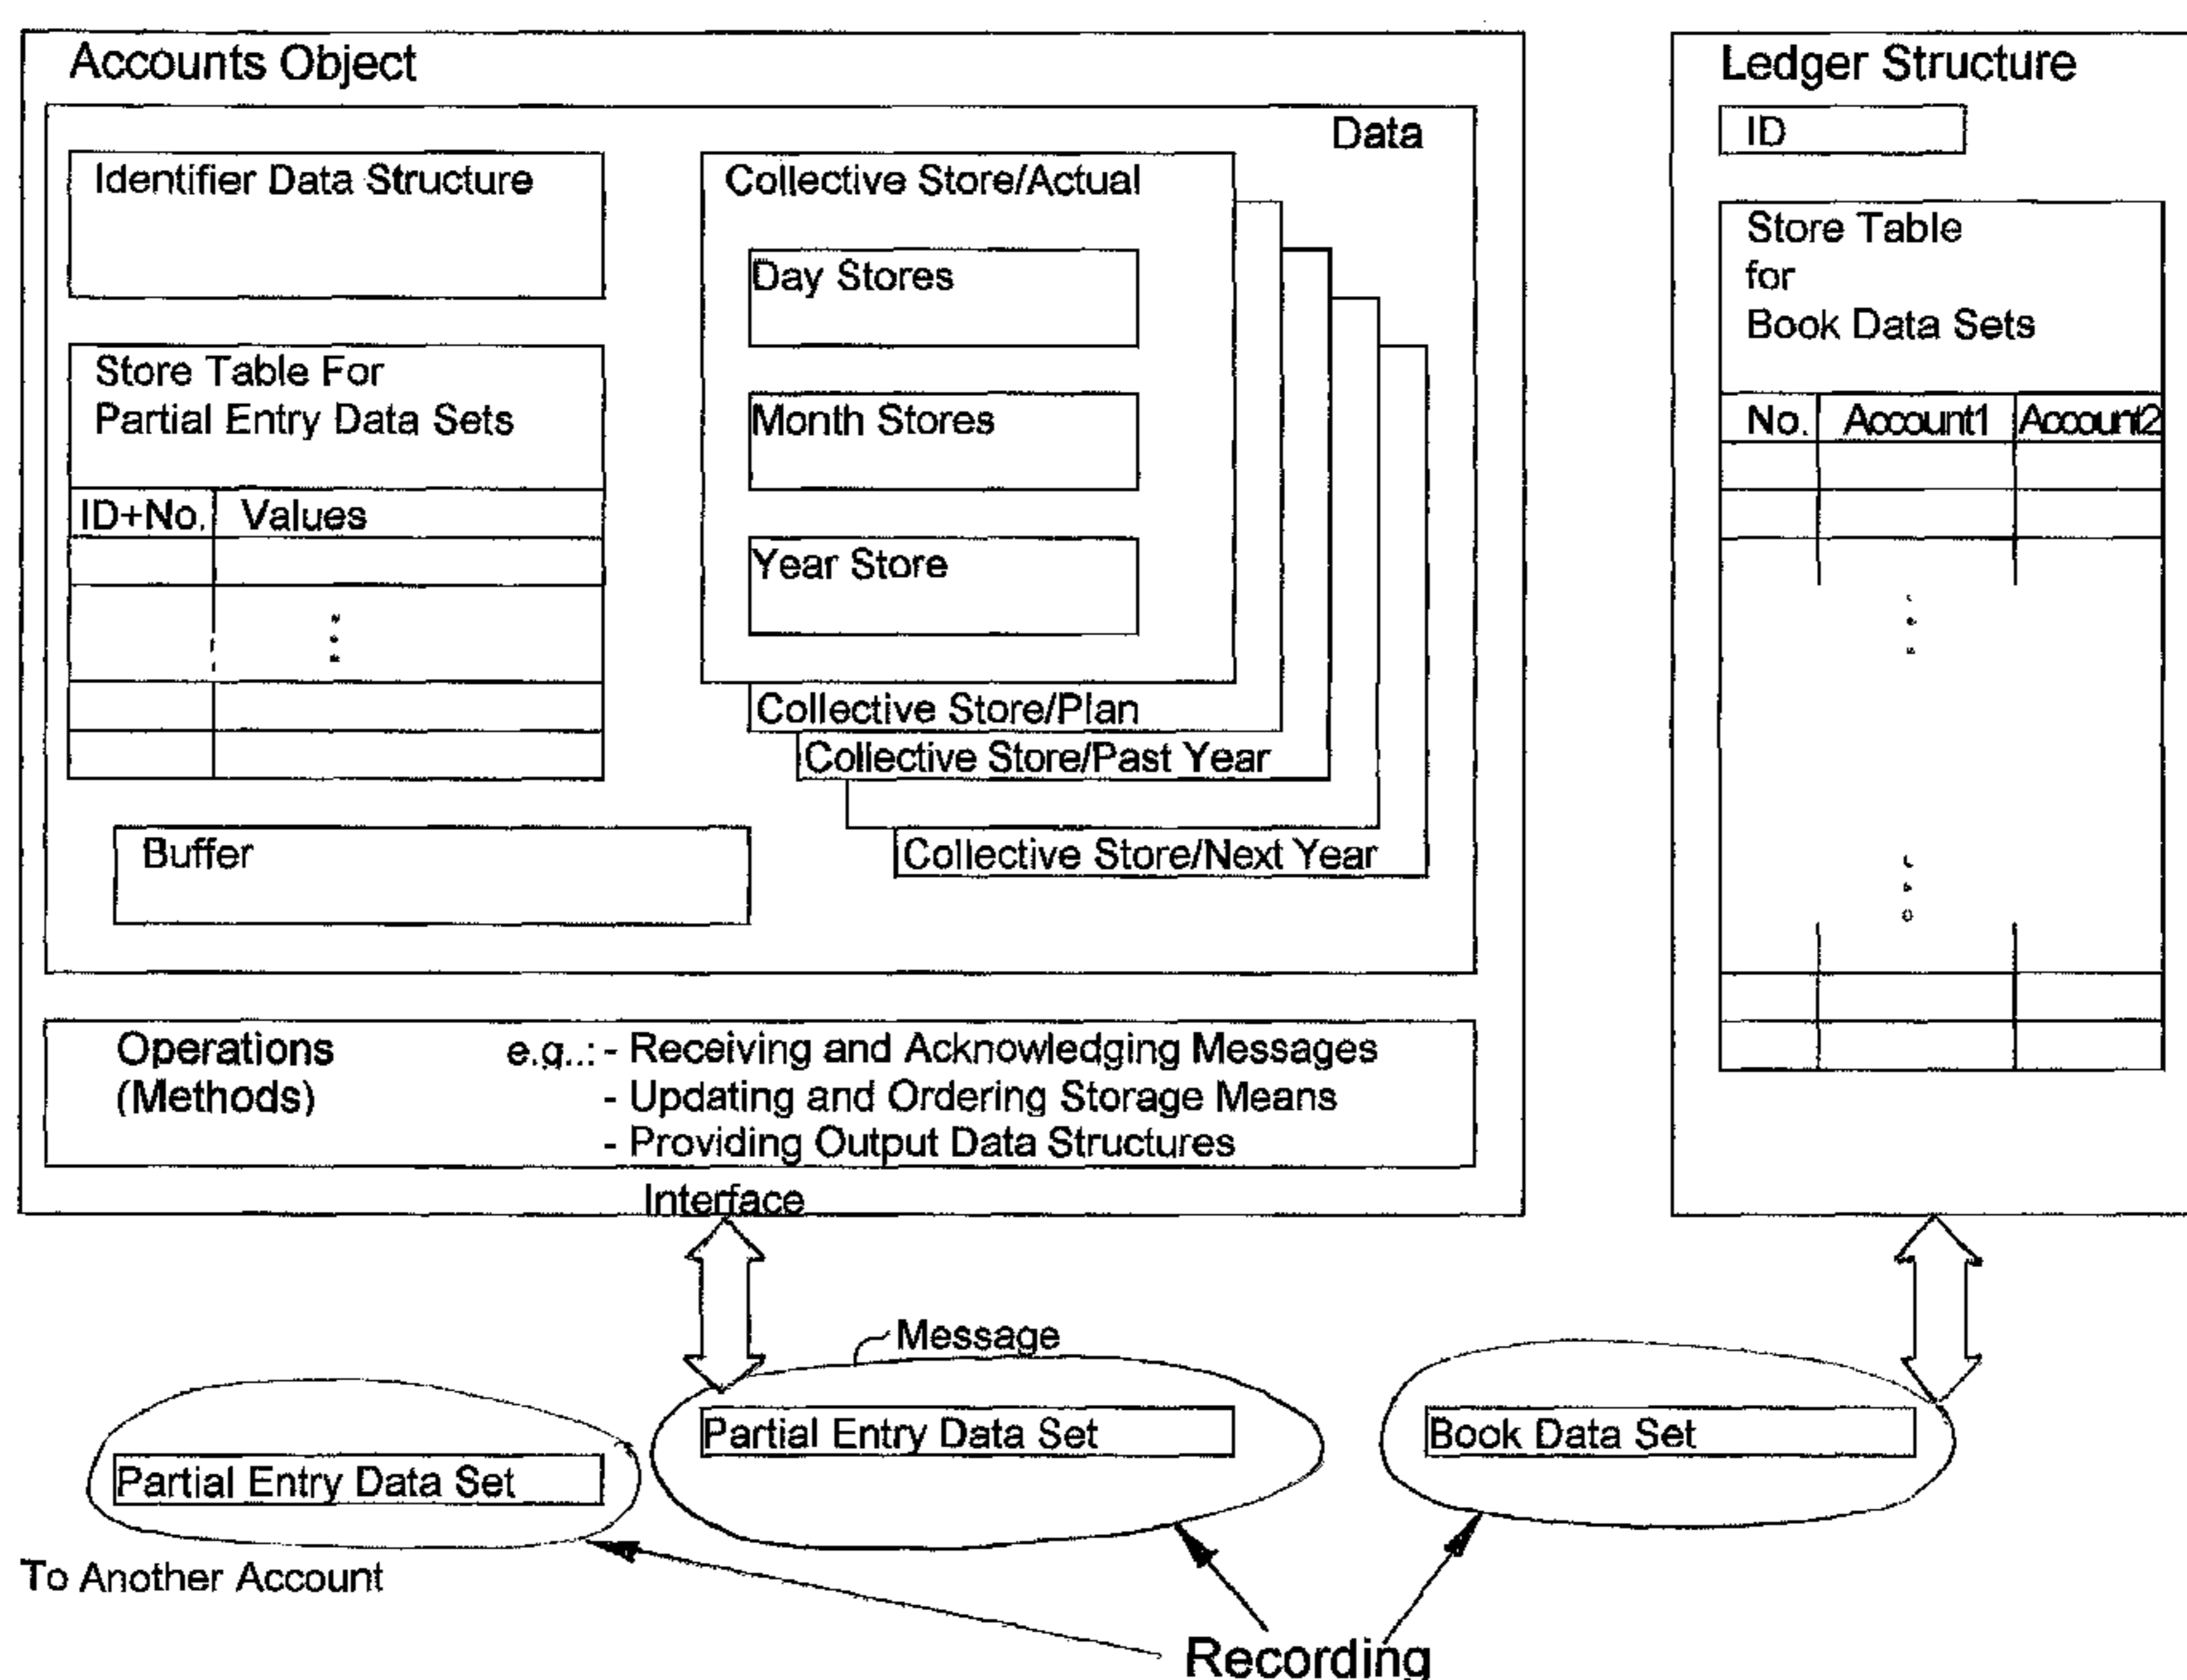 Accounts Object
Data
Identifier Data Structure
Store Table For
Partial Entry Data Sets
ID+No. Values
Buffer
Collective Store/Actual
Day Stores
Month Stores
Year Store
Collective Store/Plan
Collective Store/Past Year
Collective Store/Next Year
Operations
(Methods)
e.g..: - Receiving and Acknowledging Messages
- Updating and Ordering Storage Means
- Providing Output Data Structures
Interface
Ledger Structure
ID
Store Table
for
Book Data Sets
No. Account1 Account2
Message
Partial Entry Data Set
Partial Entry Data Set
Book Data Set
To Another Account
Recording